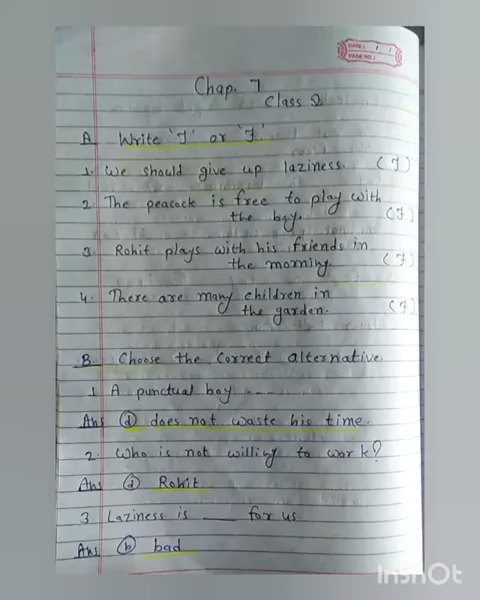 DATE: / /
PAGE NO.:
Chap. 7
Class 2
A Write 'T' or 'F'
1. We should give up laziness. (T)
2. The peacock is free to play with
the boy. (F)
3. Rohit plays with his friends in
the morning. (F)
4. There are many children in
the garden. (F)
B. Choose the correct alternative.
1. A punctual boy ......
Ans (d) does not waste his time.
2. Who is not willing to work?
Ans (d) Rohit
3. Laziness is ___ for us.
Ans (b) bad
InShOt